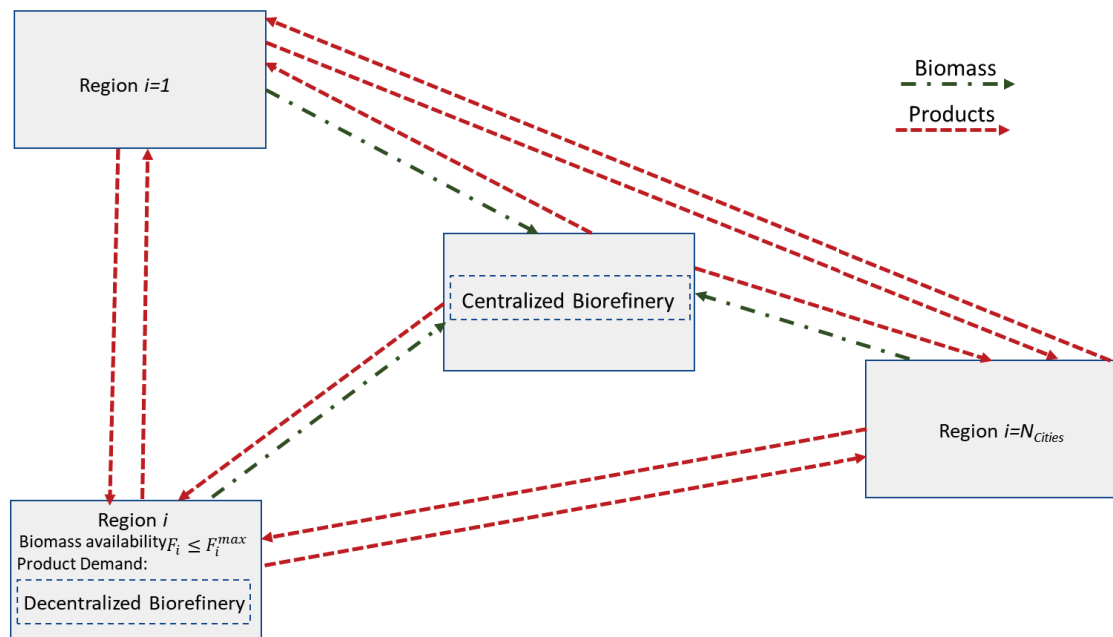 Region i=1
Biomass
Products
Centralized Biorefinery
Region i=N_Cities
Region i
Biomass availability F_i ≤ F_i^max
Product Demand:
Decentralized Biorefinery